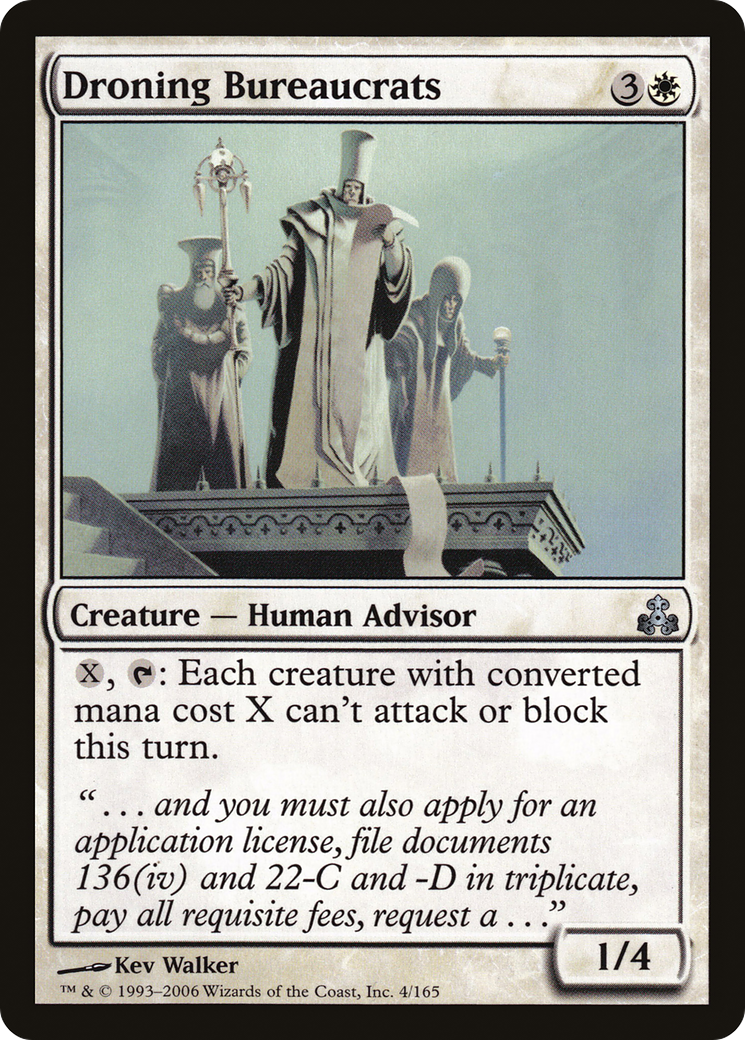 Droning Bureaucrats 3
Creature — Human Advisor
X, : Each creature with converted
mana cost X can't attack or block
this turn.
“ . . . and you must also apply for an
application license, file documents
136(iv) and 22-C and -D in triplicate,
pay all requisite fees, request a . . .”
1/4
Kev Walker
™ & © 1993–2006 Wizards of the Coast, Inc. 4/165